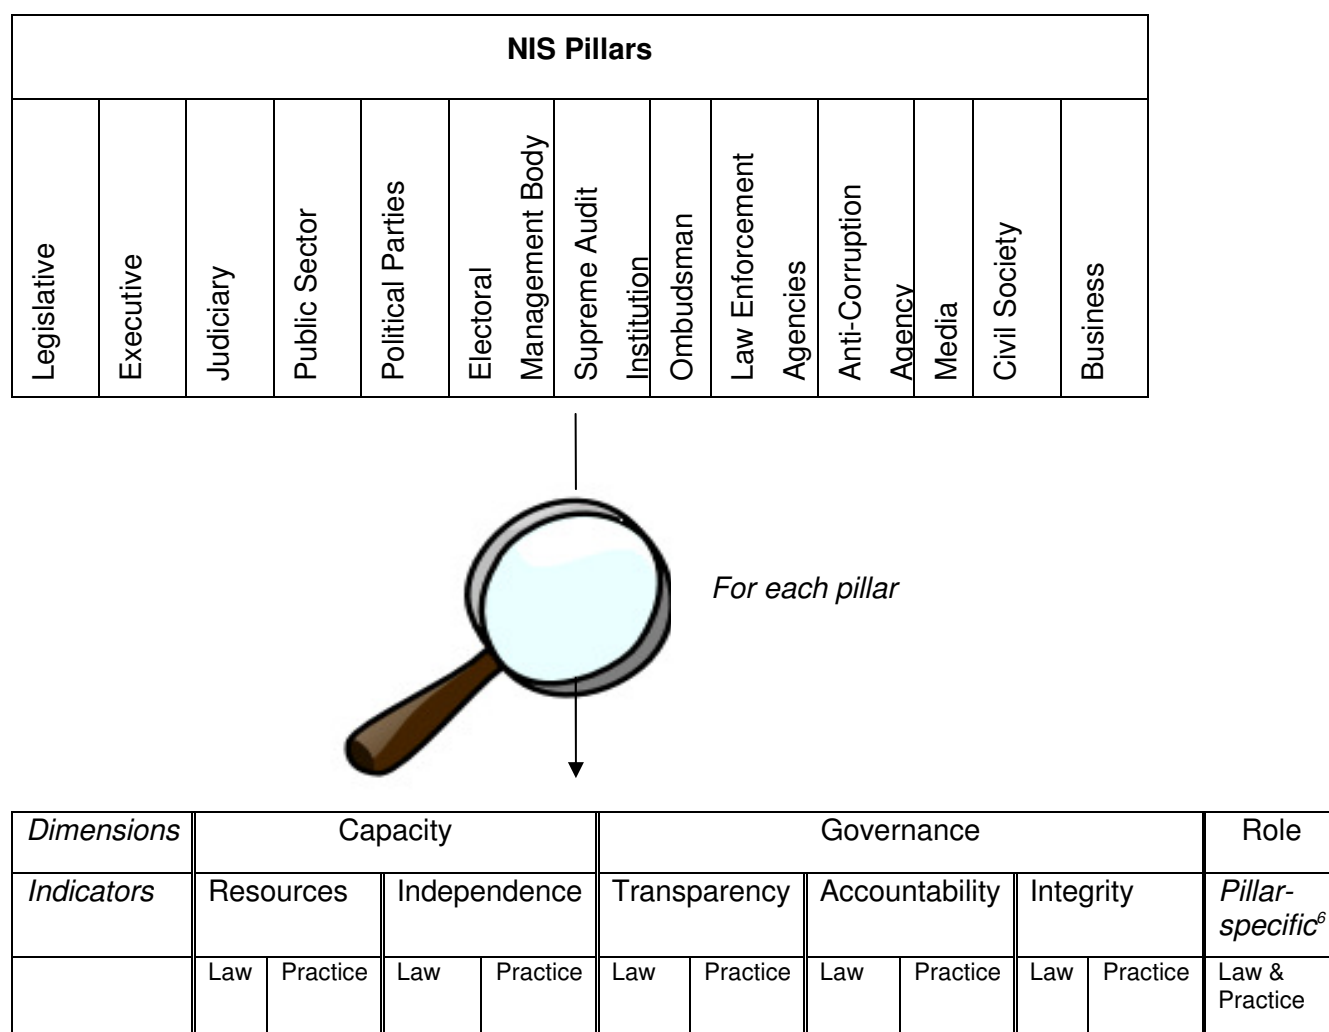 NIS Pillars
Legislative
Executive
Judiciary
Public Sector
Political Parties
Electoral
Management Body
Supreme Audit
Institution
Ombudsman
Law Enforcement
Agencies
Anti-Corruption
Agency
Media
Civil Society
Business
For each pillar
Dimensions Capacity Governance Role
Indicators Resources Independence Transparency Accountability Integrity Pillar-
specific⁶
Law Practice Law Practice Law Practice Law Practice Law Practice Law &
Practice